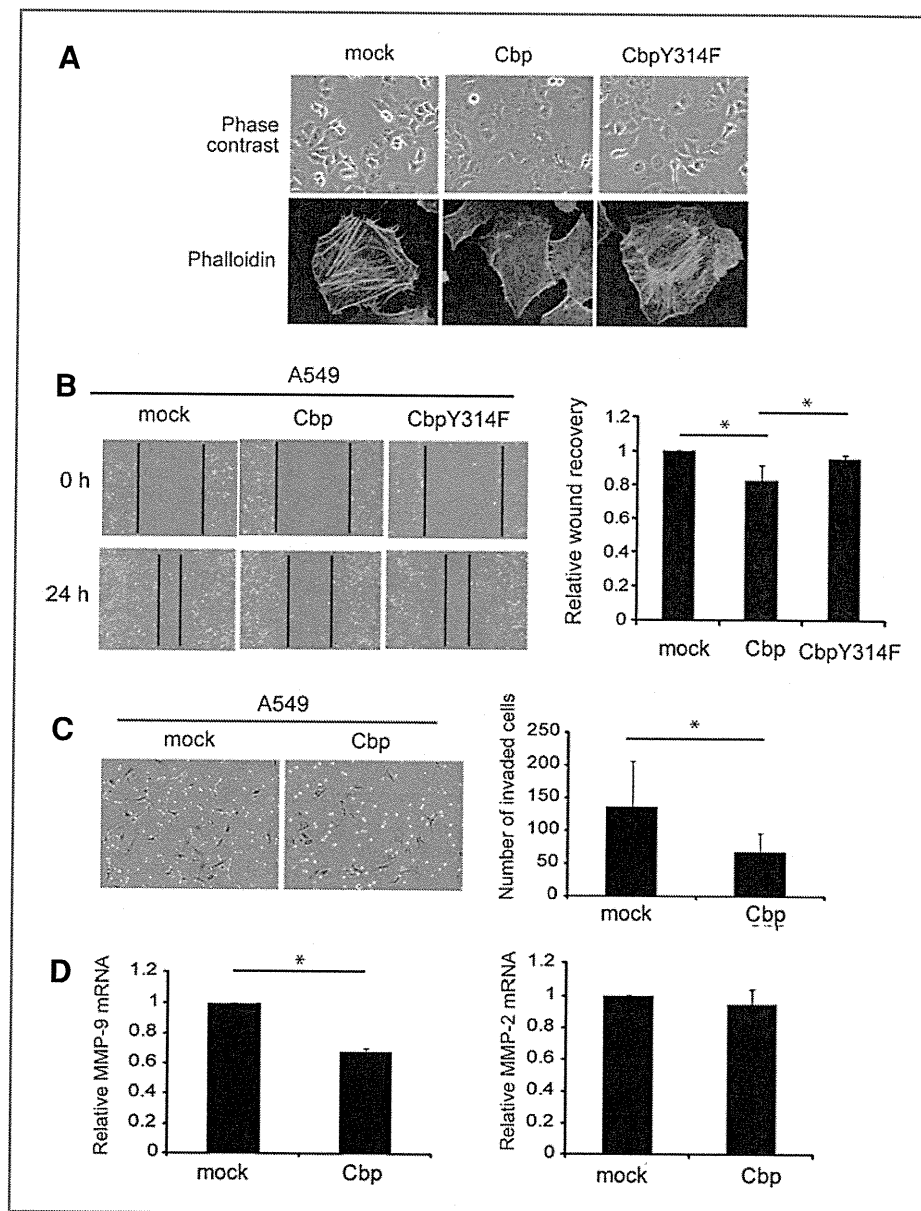 A
mock Cbp CbpY314F
Phase
contrast
Phalloidin
B
A549
mock Cbp CbpY314F
0 h
24 h
Relative wound recovery
1.2
1
0.8
0.6
0.4
0.2
0
*
*
mock Cbp CbpY314F
C
A549
mock Cbp
Number of invaded cells
250
200
150
100
50
0
*
mock Cbp
D
Relative MMP-9 mRNA
1.2
1
0.8
0.6
0.4
0.2
0
*
mock Cbp
Relative MMP-2 mRNA
1.2
1
0.8
0.6
0.4
0.2
0
mock Cbp